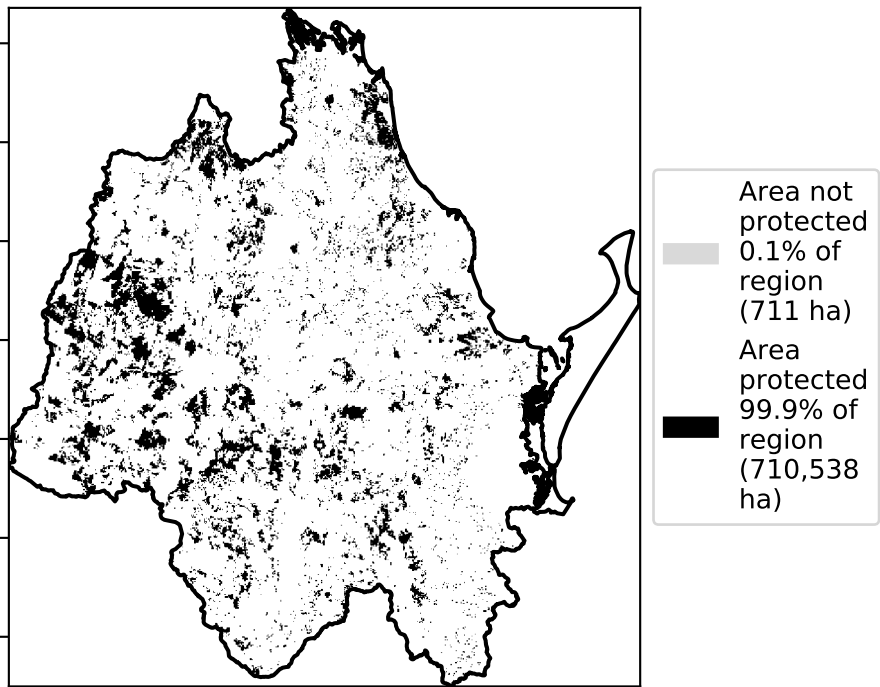 Area not
protected
0.1% of
region
(711 ha)
Area
protected
99.9% of
region
(710,538
ha)